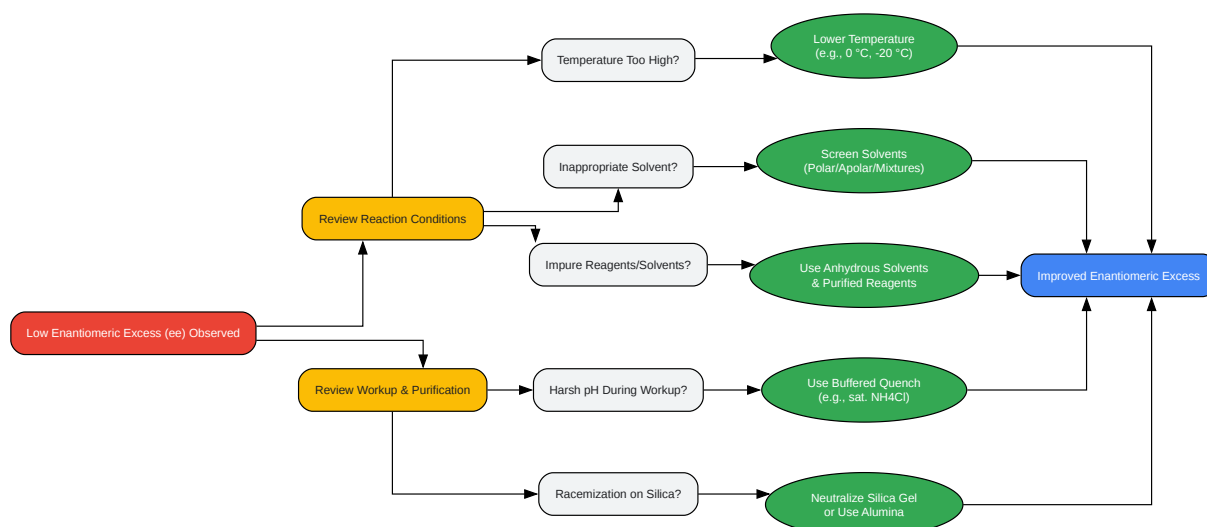 Lower Temperature
(e.g., 0 °C, -20 °C)
Temperature Too High?
Screen Solvents
(Polar/Apolar/Mixtures)
Inappropriate Solvent?
Review Reaction Conditions
Impure Reagents/Solvents?
Use Anhydrous Solvents
& Purified Reagents
Improved Enantiomeric Excess
Low Enantiomeric Excess (ee) Observed
Review Workup & Purification
Harsh pH During Workup?
Use Buffered Quench
(e.g., sat. NH4Cl)
Racemization on Silica?
Neutralize Silica Gel
or Use Alumina